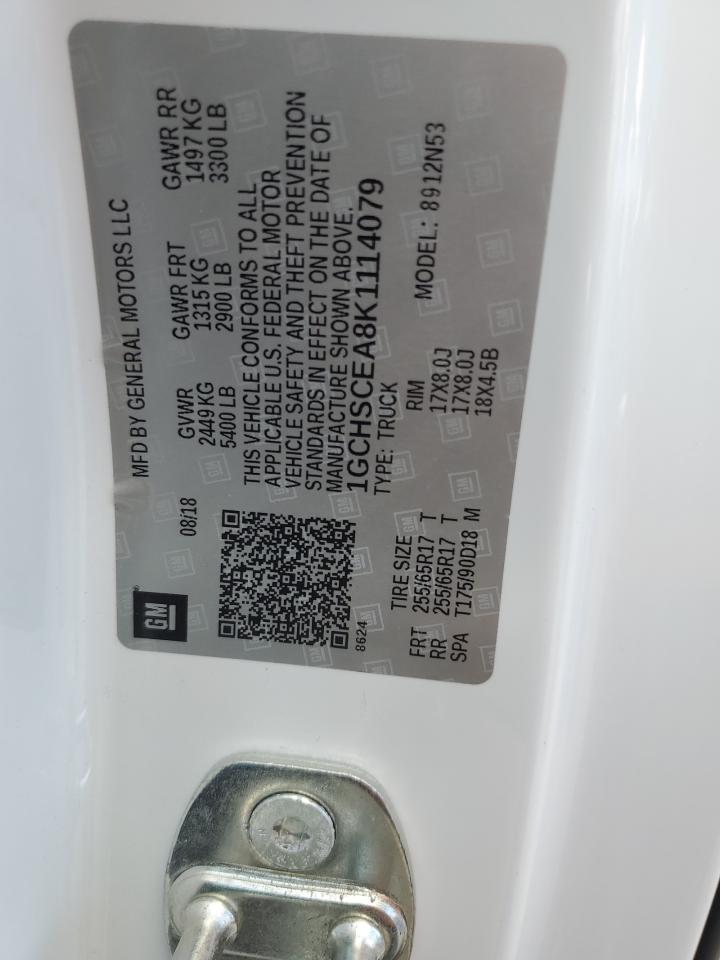 GM
MFD BY GENERAL MOTORS LLC
08/18
GVWR GAWR FRT GAWR RR
2449 KG 1315 KG 1497 KG
5400 LB 2900 LB 3300 LB
THIS VEHICLE CONFORMS TO ALL
APPLICABLE U.S. FEDERAL MOTOR
VEHICLE SAFETY AND THEFT PREVENTION
STANDARDS IN EFFECT ON THE DATE OF
MANUFACTURE SHOWN ABOVE.
1GCHSCEA8K1114079
8624
TYPE: TRUCK
MODEL: 8912N53
TIRE SIZE RIM
FRT 255/65R17 T 17X8.0J
RR 255/65R17 T 17X8.0J
SPA T175/90D18 M 18X4.5B